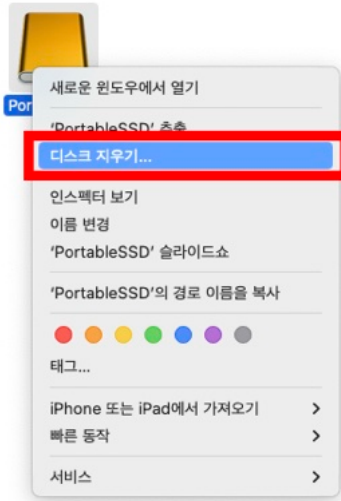 Por
새로운 윈도우에서 열기
'PortableSSD' 추출
디스크 지우기...
인스펙터 보기
이름 변경
'PortableSSD' 슬라이드쇼
'PortableSSD'의 경로 이름을 복사
태그...
iPhone 또는 iPad에서 가져오기
빠른 동작
서비스